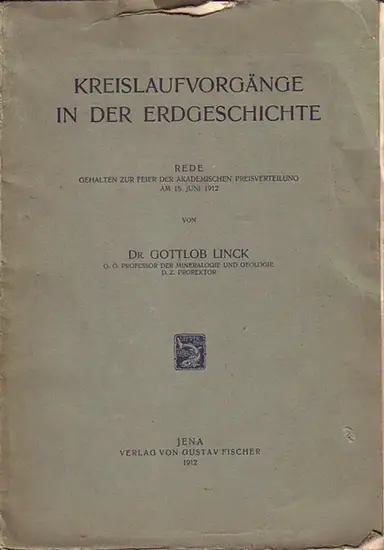 KREISLAUFVORGÄNGE
IN DER ERDGESCHICHTE
REDE
GEHALTEN ZUR FEIER DER AKADEMISCHEN PREISVERTEILUNG
AM 15. JUNI 1912
VON
DR. GOTTLOB LINCK
O. Ö. PROFESSOR DER MINERALOGIE UND GEOLOGIE
D. Z. PROREKTOR
JENA
VERLAG VON GUSTAV FISCHER
1912